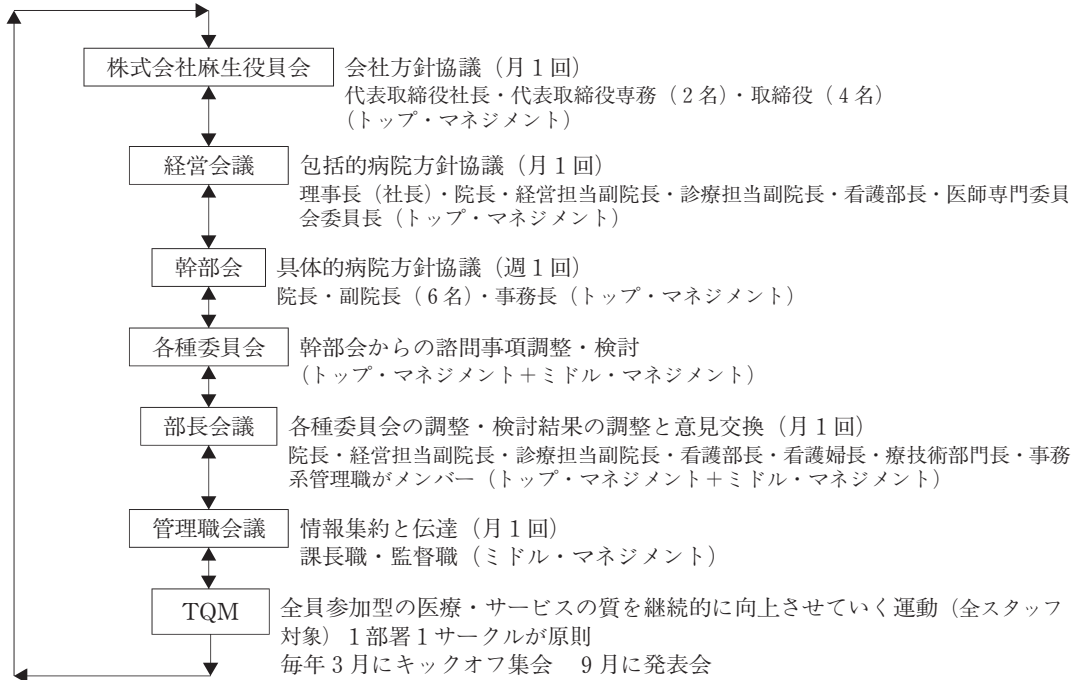 株式会社麻生役員会
会社方針協議（月１回）
代表取締役社長・代表取締役専務（２名）・取締役（４名）
（トップ・マネジメント）
経営会議
包括的病院方針協議（月１回）
理事長（社長）・院長・経営担当副院長・診療担当副院長・看護部長・医師専門委員
会委員長（トップ・マネジメント）
幹部会
具体的病院方針協議（週１回）
院長・副院長（６名）・事務長（トップ・マネジメント）
各種委員会
幹部会からの諮問事項調整・検討
（トップ・マネジメント＋ミドル・マネジメント）
部長会議
各種委員会の調整・検討結果の調整と意見交換（月１回）
院長・経営担当副院長・診療担当副院長・看護部長・看護婦長・療技術部門長・事務
系管理職がメンバー（トップ・マネジメント＋ミドル・マネジメント）
管理職会議
情報集約と伝達（月１回）
課長職・監督職（ミドル・マネジメント）
TQM
全員参加型の医療・サービスの質を継続的に向上させていく運動（全スタッフ
対象）１部署１サークルが原則
毎年３月にキックオフ集会　９月に発表会